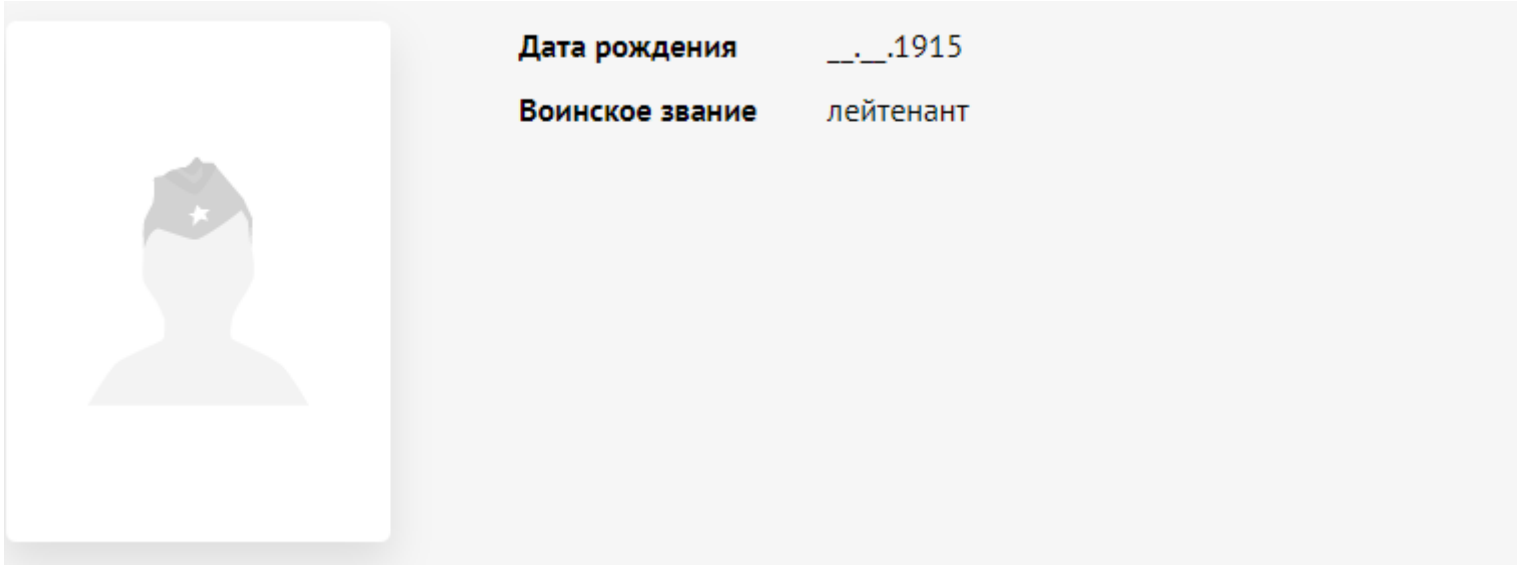 Дата рождения __.__.1915
Воинское звание лейтенант